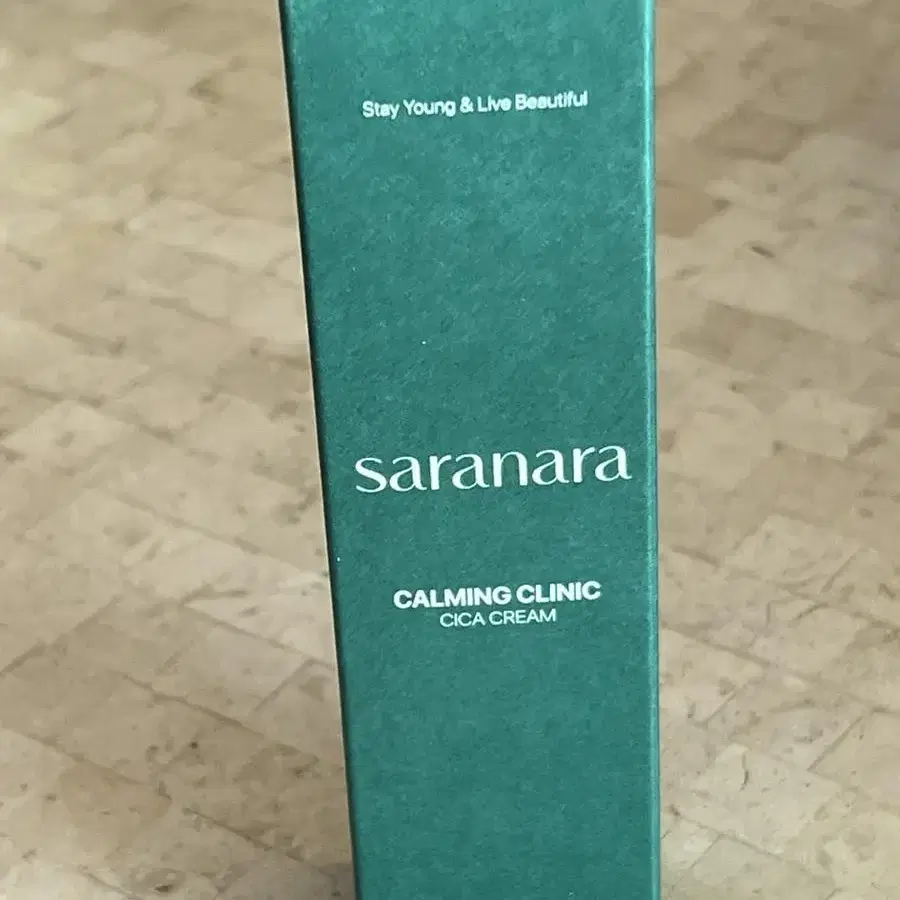 Stay Young & Live Beautiful
saranara
CALMING CLINIC
CICA CREAM